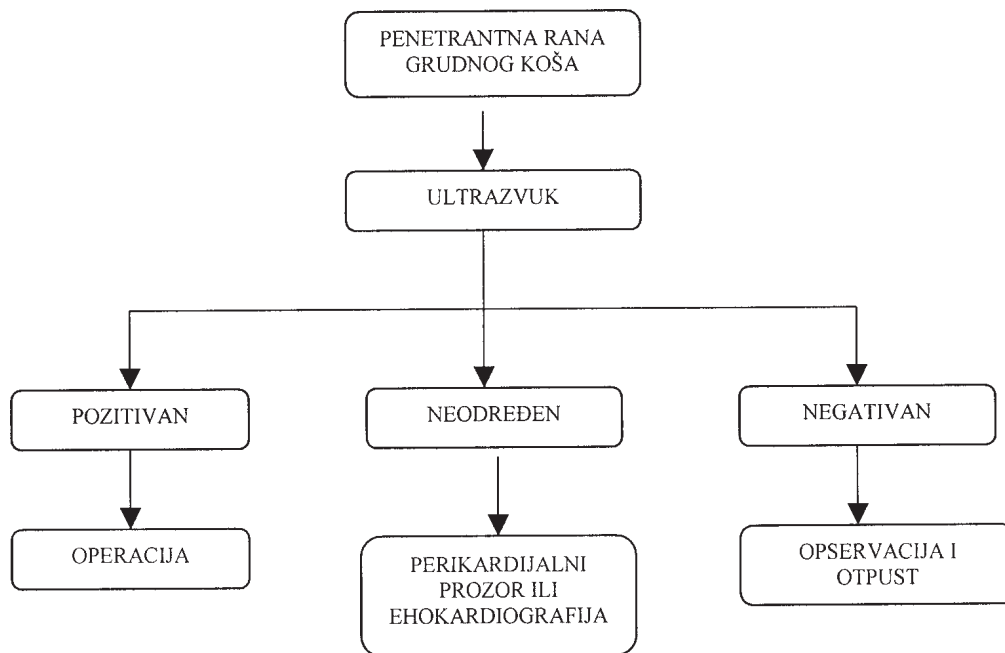 PENETRANTNA RANA
GRUDNOG KOŠA
ULTRAZVUK
POZITIVAN
NEODREĐEN
NEGATIVAN
OPERACIJA
PERIKARDIJALNI
PROZOR ILI
EHOKARDIOGRAFIJA
OPSERVACIJA I
OTPUST